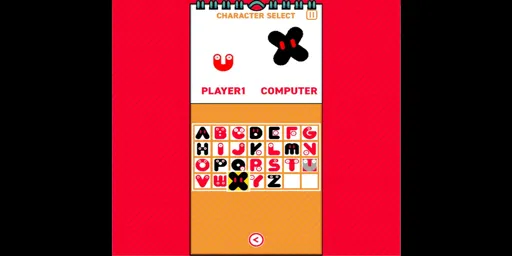 CHARACTER SELECT
PLAYER1 COMPUTER
A B C D E F G
H I J K L M N
O P Q R S T
V W X Y Z